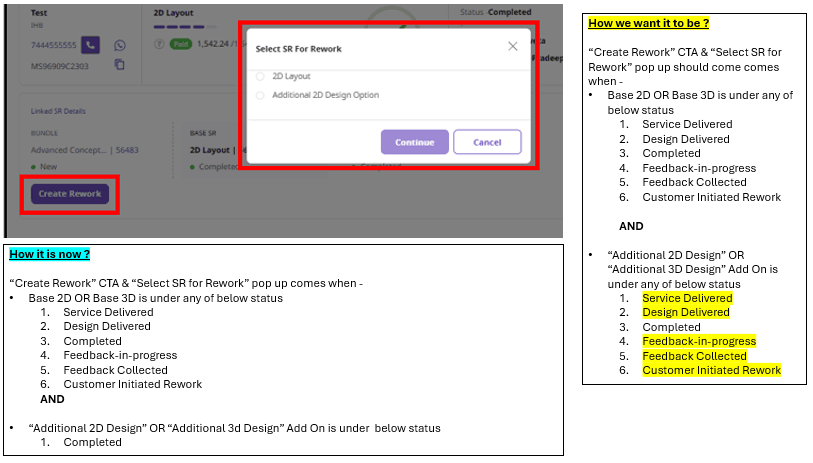 Test
IHB
7444555555
MS96909C2303
2D Layout
Paid 1,542.24
Status Completed
Select SR For Rework
2D Layout
Additional 2D Design Option
Continue
Cancel
Linked SR Details
BUNDLE
Advanced Concept... | 56483
New
BASE SR
2D Layout |
Create Rework
How it is now ?
“Create Rework” CTA & “Select SR for Rework” pop up comes when -
• Base 2D OR Base 3D is under any of below status
1. Service Delivered
2. Design Delivered
3. Completed
4. Feedback-in-progress
5. Feedback Collected
6. Customer Initiated Rework
AND
• “Additional 2D Design” OR “Additional 3d Design” Add On is under below status
1. Completed
How we want it to be ?
“Create Rework” CTA & “Select SR for
Rework” pop up should come comes
when -
• Base 2D OR Base 3D is under any of
below status
1. Service Delivered
2. Design Delivered
3. Completed
4. Feedback-in-progress
5. Feedback Collected
6. Customer Initiated Rework
AND
• “Additional 2D Design” OR
“Additional 3D Design” Add On is
under any of below status
1. Service Delivered
2. Design Delivered
3. Completed
4. Feedback-in-progress
5. Feedback Collected
6. Customer Initiated Rework